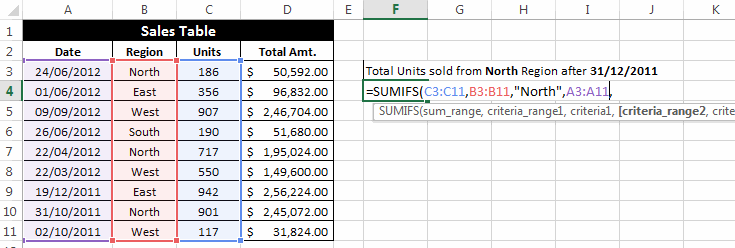 A B C D E F G H I J K
1 Sales Table
2 Date Region Units Total Amt.
3 24/06/2012 North 186 $ 50,592.00 Total Units sold from North Region after 31/12/2011
4 01/06/2012 East 356 $ 96,832.00 =SUMIFS(C3:C11,B3:B11,"North",A3:A11,
5 09/09/2012 West 907 $ 2,46,704.00 SUMIFS(sum_range, criteria_range1, criteria1, [criteria_range2, crite
6 26/06/2012 South 190 $ 51,680.00
7 22/04/2012 North 717 $ 1,95,024.00
8 22/03/2012 West 550 $ 1,49,600.00
9 19/12/2011 East 942 $ 2,56,224.00
10 31/10/2011 North 901 $ 2,45,072.00
11 02/10/2011 West 117 $ 31,824.00